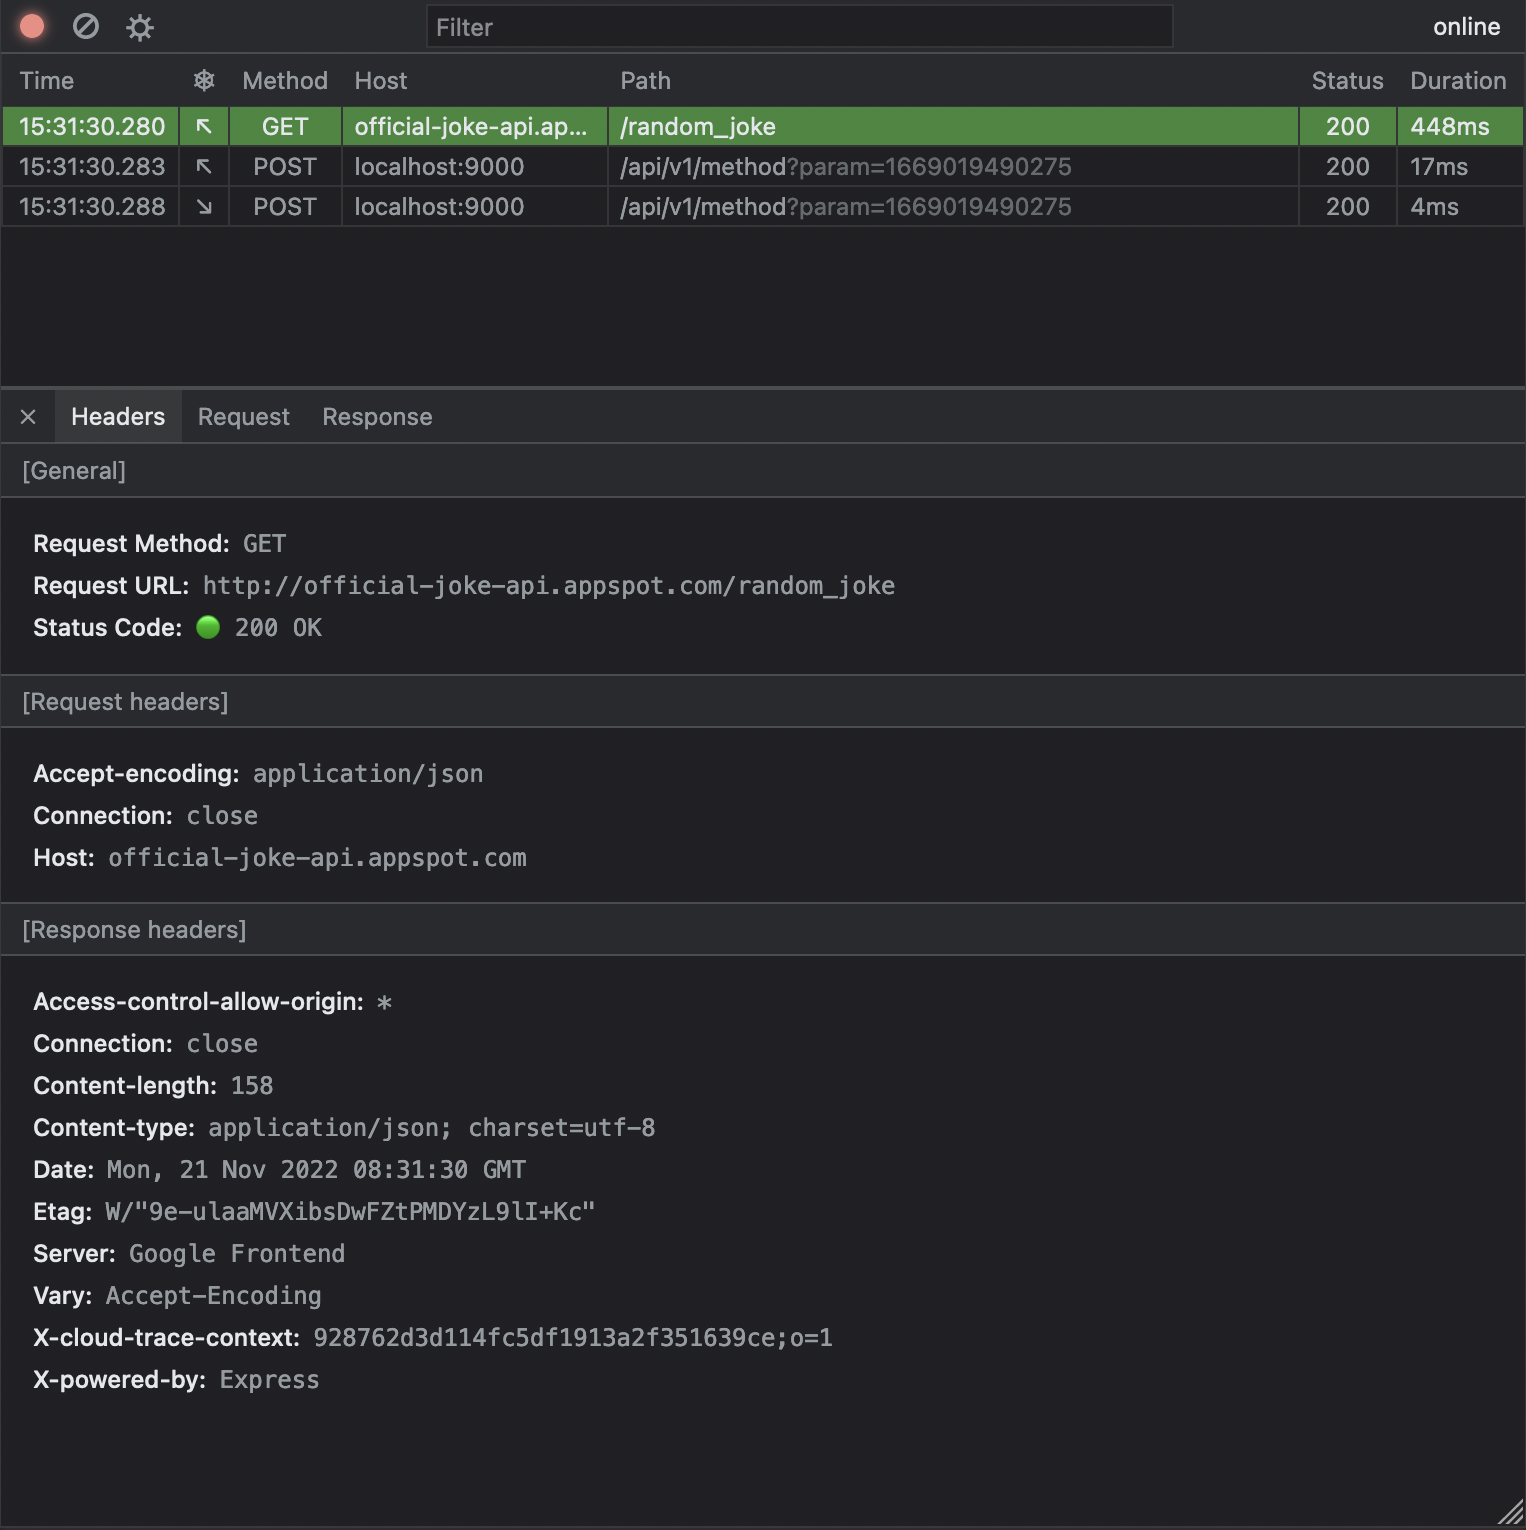 Filter online
Time Method Host Path Status Duration
15:31:30.280 GET official-joke-api.ap... /random_joke 200 448ms
15:31:30.283 POST localhost:9000 /api/v1/method?param=1669019490275 200 17ms
15:31:30.288 POST localhost:9000 /api/v1/method?param=1669019490275 200 4ms
Headers Request Response
[General]
Request Method: GET
Request URL: http://official-joke-api.appspot.com/random_joke
Status Code: 200 OK
[Request headers]
Accept-encoding: application/json
Connection: close
Host: official-joke-api.appspot.com
[Response headers]
Access-control-allow-origin: *
Connection: close
Content-length: 158
Content-type: application/json; charset=utf-8
Date: Mon, 21 Nov 2022 08:31:30 GMT
Etag: W/"9e-ulaaMVXibsDwFZtPMDYzL9lI+Kc"
Server: Google Frontend
Vary: Accept-Encoding
X-cloud-trace-context: 928762d3d114fc5df1913a2f351639ce;o=1
X-powered-by: Express